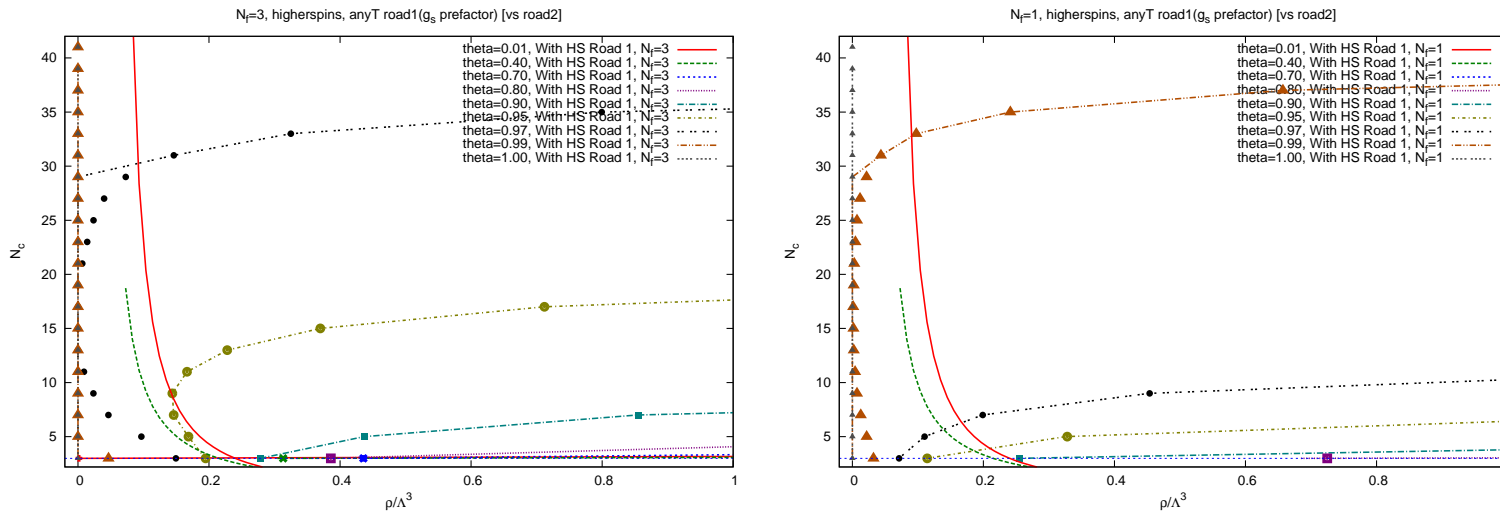 N_f=3, higherspins, anyT road1(g_s prefactor) [vs road2]
theta=0.01, With HS Road 1, N_f=3
theta=0.40, With HS Road 1, N_f=3
theta=0.70, With HS Road 1, N_f=3
theta=0.80, With HS Road 1, N_f=3
theta=0.90, With HS Road 1, N_f=3
theta=0.95, With HS Road 1, N_f=3
theta=0.97, With HS Road 1, N_f=3
theta=0.99, With HS Road 1, N_f=3
theta=1.00, With HS Road 1, N_f=3
40
35
30
25
20
15
10
5
N_c
0
0.2
0.4
0.6
0.8
1
ρ/Λ^3
N_f=1, higherspins, anyT road1(g_s prefactor) [vs road2]
theta=0.01, With HS Road 1, N_f=1
theta=0.40, With HS Road 1, N_f=1
theta=0.70, With HS Road 1, N_f=1
theta=0.80, With HS Road 1, N_f=1
theta=0.90, With HS Road 1, N_f=1
theta=0.95, With HS Road 1, N_f=1
theta=0.97, With HS Road 1, N_f=1
theta=0.99, With HS Road 1, N_f=1
theta=1.00, With HS Road 1, N_f=1
40
35
30
25
20
15
10
5
N_c
0
0.2
0.4
0.6
0.8
ρ/Λ^3